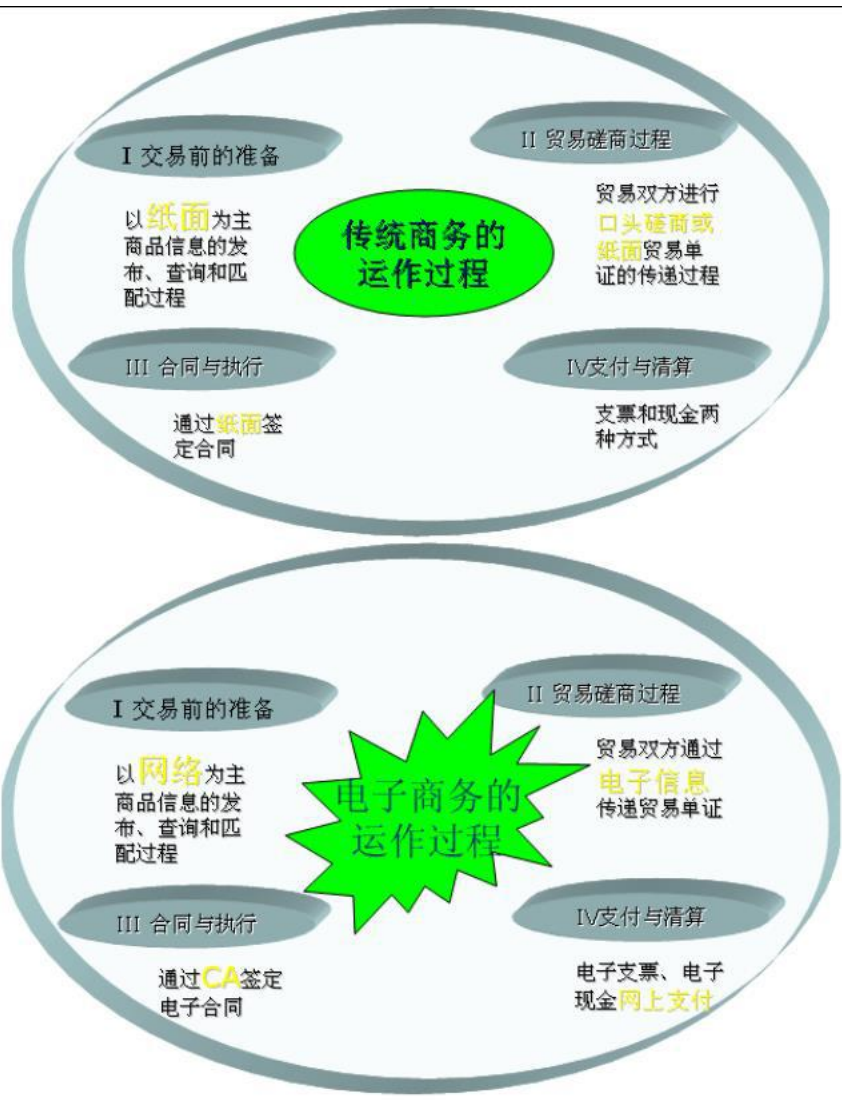 I 交易前的准备
以纸面为主
商品信息的发
布、查询和匹
配过程
II 贸易磋商过程
贸易双方进行
口头磋商或
纸面贸易单
证的传递过程
传统商务的
运作过程
III 合同与执行
通过纸面签
定合同
IV支付与清算
支票和现金两
种方式
I 交易前的准备
以网络为主
商品信息的发
布、查询和匹
配过程
II 贸易磋商过程
贸易双方通过
电子信息
传递贸易单证
电子商务的
运作过程
III 合同与执行
通过CA签定
电子合同
IV支付与清算
电子支票、电子
现金网上支付